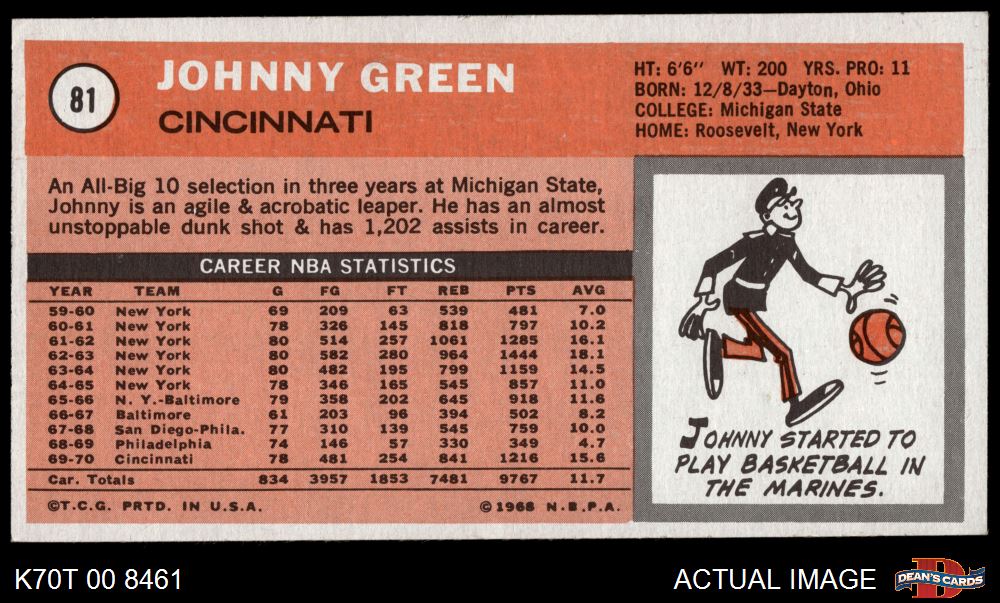 81
JOHNNY GREEN
CINCINNATI
HT: 6'6" WT: 200 YRS. PRO: 11
BORN: 12/8/33—Dayton, Ohio
COLLEGE: Michigan State
HOME: Roosevelt, New York
An All-Big 10 selection in three years at Michigan State,
Johnny is an agile & acrobatic leaper. He has an almost
unstoppable dunk shot & has 1,202 assists in career.
CAREER NBA STATISTICS
YEAR TEAM G FG FT REB PTS AVG
59-60 New York 69 209 63 539 481 7.0
60-61 New York 78 326 145 818 797 10.2
61-62 New York 80 514 257 1061 1285 16.1
62-63 New York 80 582 280 964 1444 18.1
63-64 New York 80 482 195 799 1159 14.5
64-65 New York 78 346 165 545 857 11.0
65-66 N. Y.-Baltimore 79 358 202 645 918 11.6
66-67 Baltimore 61 203 96 394 502 8.2
67-68 San Diego-Phila. 77 310 139 545 759 10.0
68-69 Philadelphia 74 146 57 330 349 4.7
69-70 Cincinnati 78 481 254 841 1216 15.6
Car. Totals 834 3957 1853 7481 9767 11.7
©T.C.G. PRTD. IN U.S.A. ©1968 N.B.P.A.
JOHNNY STARTED TO
PLAY BASKETBALL IN
THE MARINES.
K70T 00 8461
ACTUAL IMAGE
D
DEAN'S CARDS